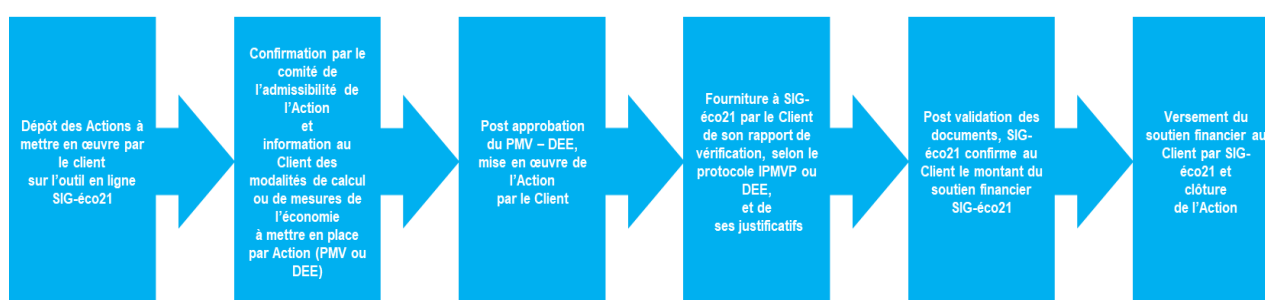 Dépôt des Actions à
mettre en œuvre par
le client
sur l'outil en ligne
SIG-éco21
Confirmation par le
comité de
l'admissibilité de
l'Action
et
information au
Client des
modalités de calcul
ou de mesures de
l'économie
à mettre en place
par Action (PMV ou
DEE)
Post approbation
du PMV – DEE,
mise en œuvre de
l'Action
par le Client
Fourniture à SIG-
éco21 par le Client
de son rapport de
vérification, selon le
protocole IPMVP ou
DEE,
et de
ses justificatifs
Post validation des
documents, SIG-
éco21 confirme au
Client le montant du
soutien financier
SIG-éco21
Versement du
soutien financier au
Client par SIG-
éco21 et
clôture
de l'Action